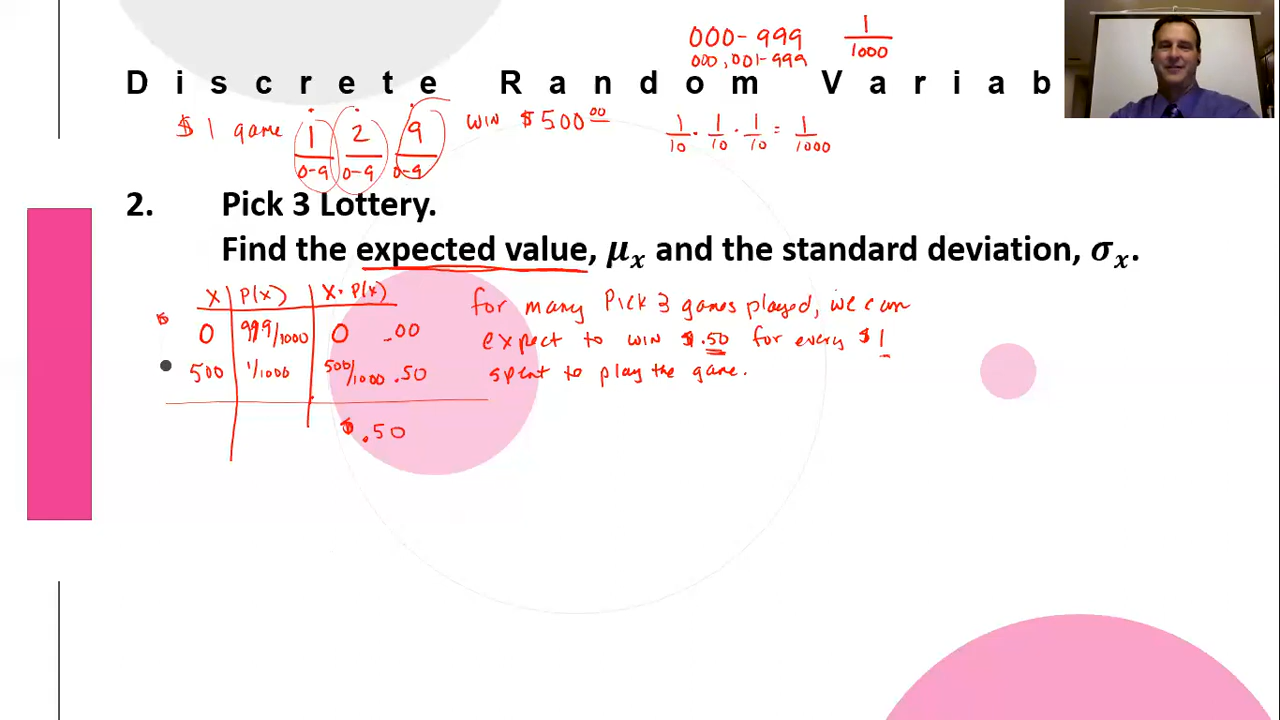 000-999 1/1000
000,001-999
Discrete Random Variab
$1 game 1 2 9 win $500.00 1/10 · 1/10 · 1/10 = 1/1000
0-9 0-9 0-9
2. Pick 3 Lottery.
Find the expected value, μₓ and the standard deviation, σₓ.
X P(X) X·P(X)
$ 0 999/1000 0 .00
500 1/1000 500/1000 .50
$.50
for many Pick 3 games played, we can
expect to win $.50 for every $1
spent to play the game.